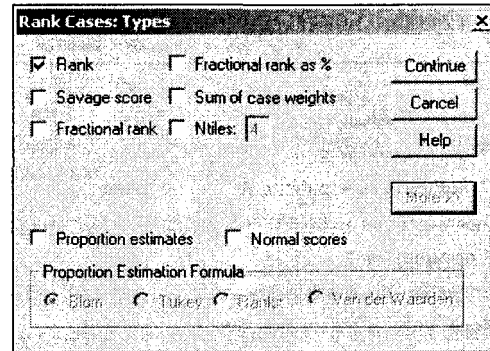 Rank Cases: Types
Rank Fractional rank as % Continue
Savage score Sum of case weights Cancel
Fractional rank Ntiles: 4 Help
More >>
Proportion estimates Normal scores
Proportion Estimation Formula
Blom Tukey Rankit Van der Waerden